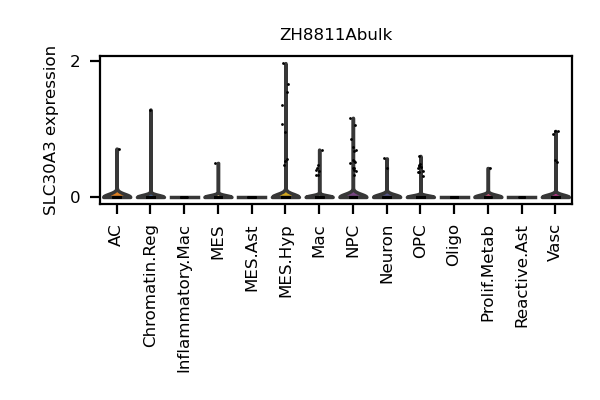 ZH8811Abulk
SLC30A3 expression
2
0
AC
Chromatin.Reg
Inflammatory.Mac
MES
MES.Ast
MES.Hyp
Mac
NPC
Neuron
OPC
Oligo
Prolif.Metab
Reactive.Ast
Vasc